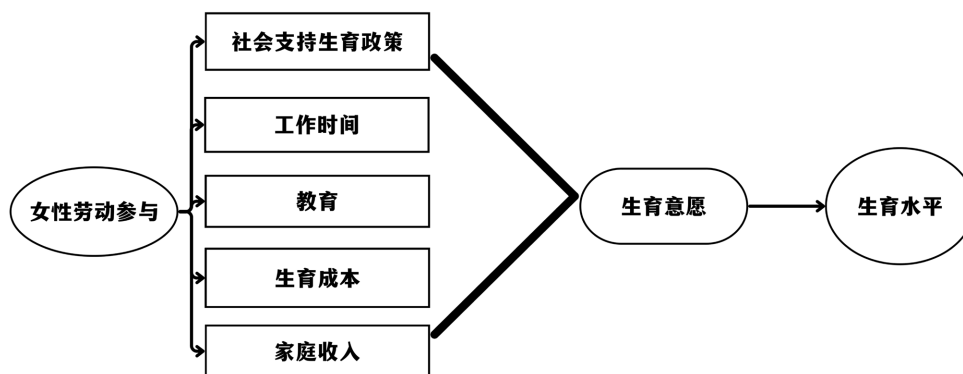 社会支持生育政策
工作时间
教育
女性劳动参与
生育意愿
生育水平
生育成本
家庭收入